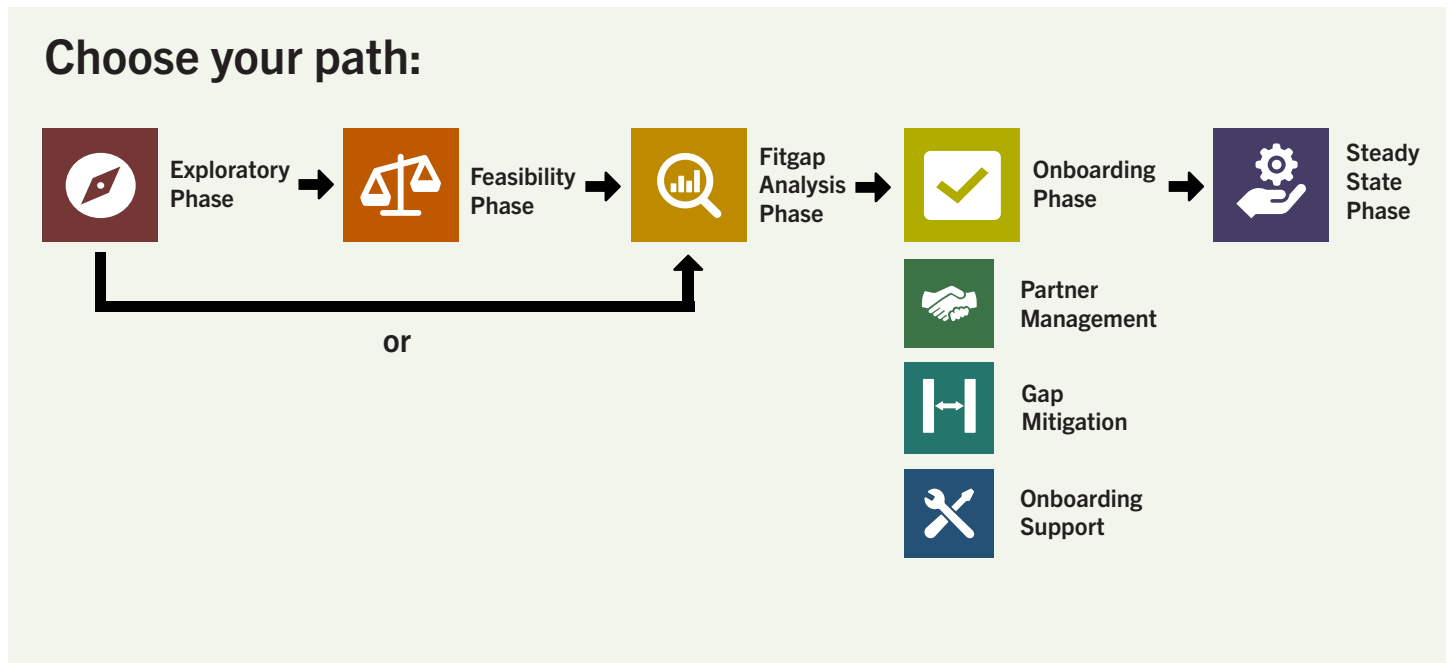 Choose your path:
Exploratory
Phase
Feasibility
Phase
Fitgap
Analysis
Phase
Onboarding
Phase
Steady
State
Phase
or
Partner
Management
Gap
Mitigation
Onboarding
Support